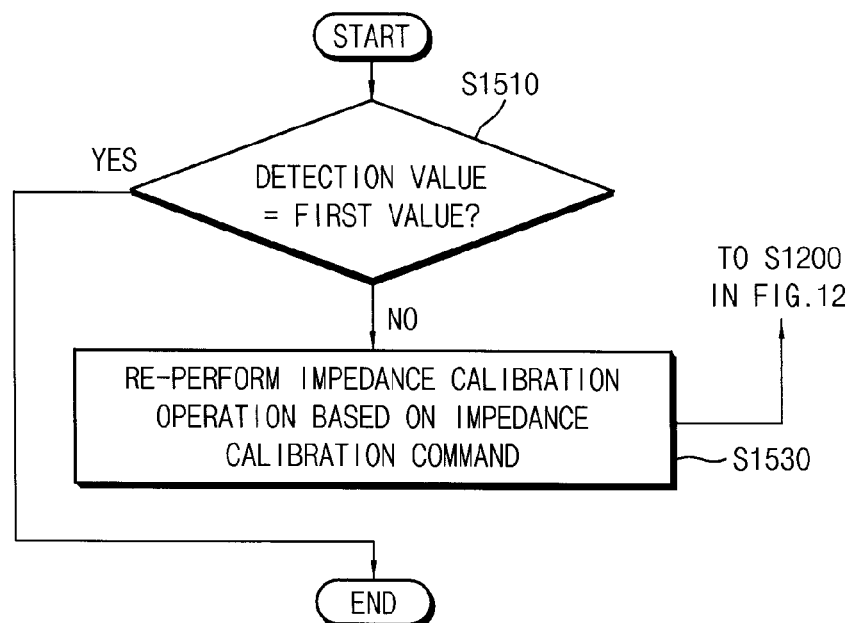 START
S1510
YES
DETECTION VALUE
= FIRST VALUE?
TO S1200
IN FIG.12
NO
RE-PERFORM IMPEDANCE CALIBRATION
OPERATION BASED ON IMPEDANCE
CALIBRATION COMMAND
S1530
END